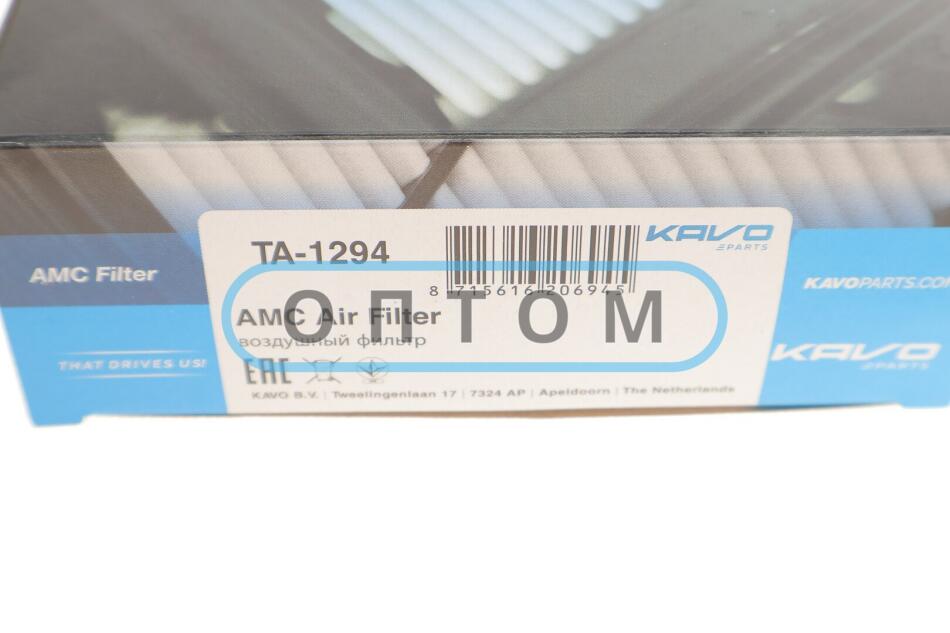 TA-1294
KAVO
PARTS
8 715616 206945
AMC Filter
AMC Air Filter
воздушный фильтр
ОПТОМ
KAVOPARTS.COM
THAT DRIVES US!
KAVO
PARTS
EAC
KAVO B.V. | Tweelingenlaan 17 | 7324 AP | Apeldoorn | The Netherlands